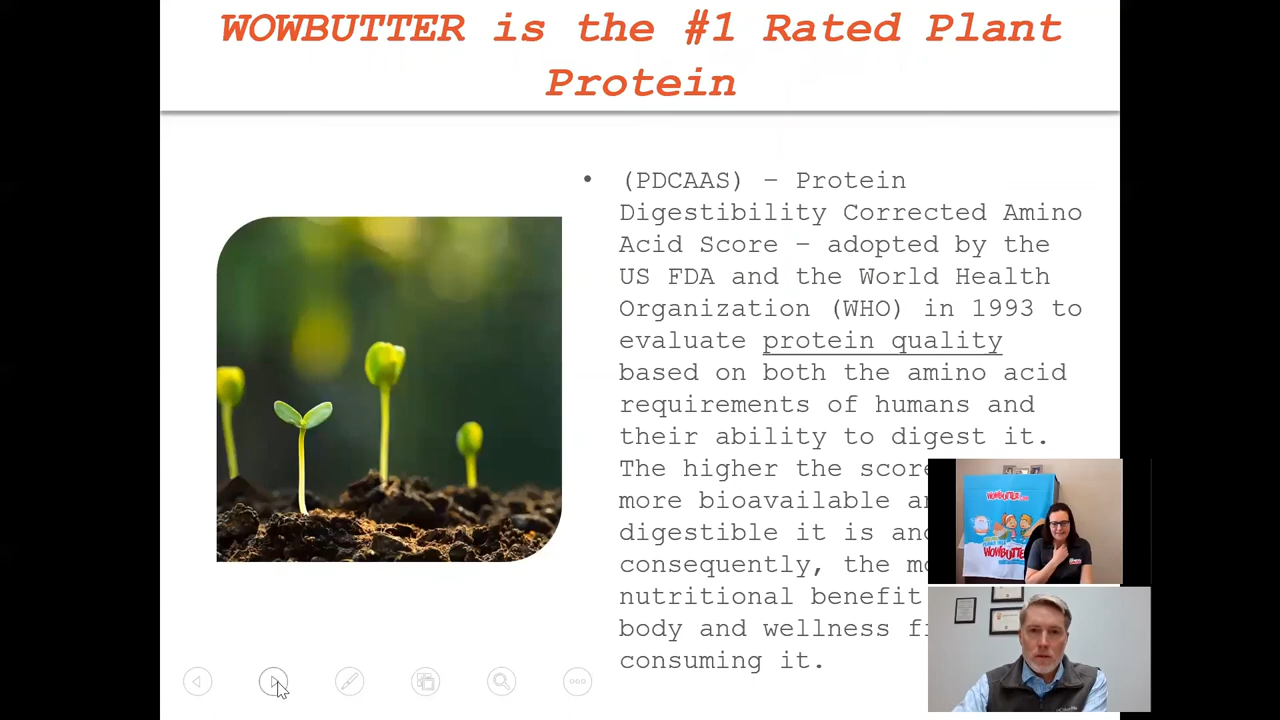 WOWBUTTER is the #1 Rated Plant
Protein
• (PDCAAS) – Protein
Digestibility Corrected Amino
Acid Score – adopted by the
US FDA and the World Health
Organization (WHO) in 1993 to
evaluate protein quality
based on both the amino acid
requirements of humans and
their ability to digest it.
The higher the score
more bioavailable
digestible it is
consequently, the
nutritional benefit
body and wellness
consuming it.
WOWBUTTER
WOWBUTTER